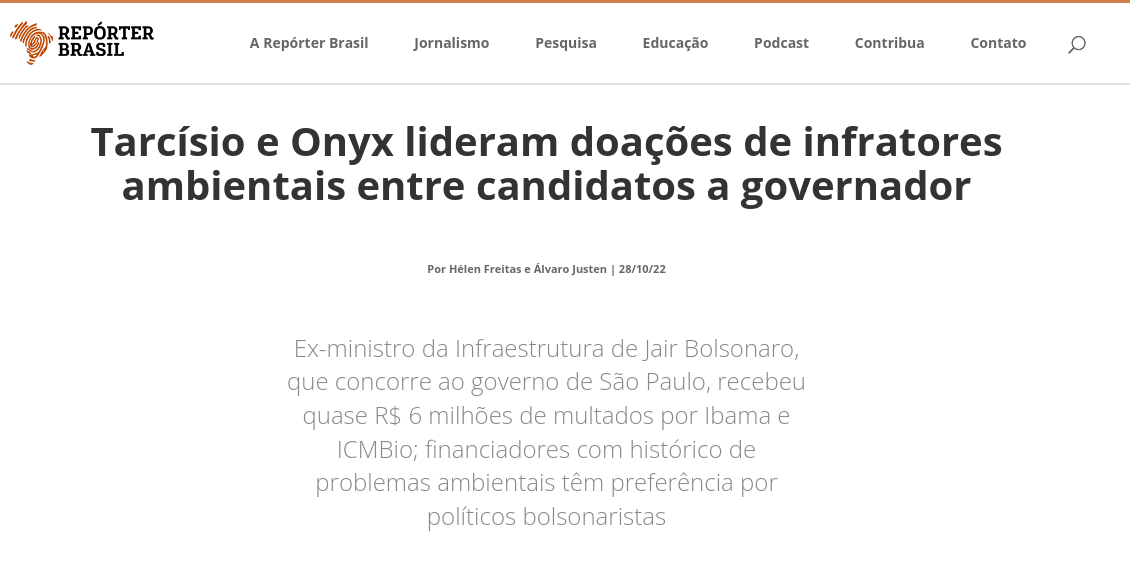 REPÓRTER
BRASIL
A Repórter Brasil Jornalismo Pesquisa Educação Podcast Contribua Contato
Tarcísio e Onyx lideram doações de infratores
ambientais entre candidatos a governador
Por Hélen Freitas e Álvaro Justen | 28/10/22
Ex-ministro da Infraestrutura de Jair Bolsonaro,
que concorre ao governo de São Paulo, recebeu
quase R$ 6 milhões de multados por Ibama e
ICMBio; financiadores com histórico de
problemas ambientais têm preferência por
políticos bolsonaristas